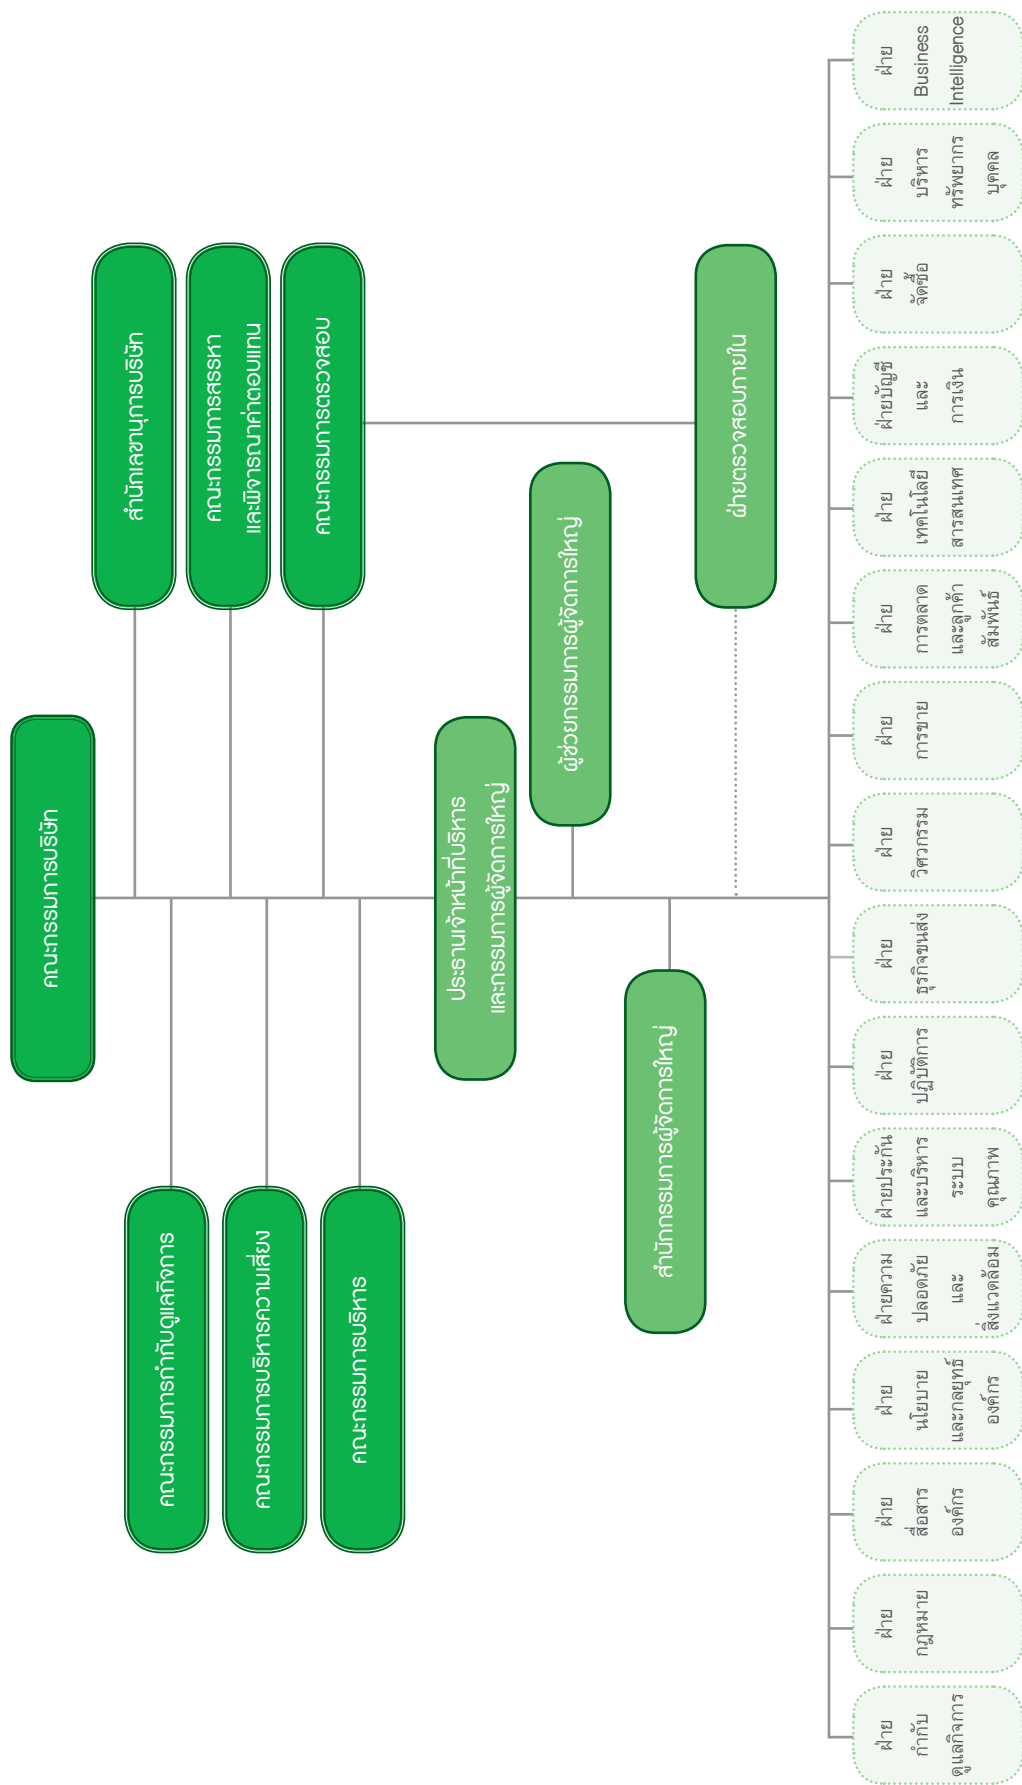 คณะกรรมการบริษัท
สำนักเลขานุการบริษัท
คณะกรรมการกำกับดูแลกิจการ
คณะกรรมการสรรหา
และพิจารณาค่าตอบแทน
คณะกรรมการบริหารความเสี่ยง
คณะกรรมการตรวจสอบ
คณะกรรมการบริหาร
ประธานเจ้าหน้าที่บริหาร
และกรรมการผู้จัดการใหญ่
ผู้ช่วยกรรมการผู้จัดการใหญ่
สำนักกรรมการผู้จัดการใหญ่
ฝ่ายตรวจสอบภายใน
ฝ่าย
กำกับ
ดูแลกิจการ
ฝ่าย
กฎหมาย
ฝ่าย
สื่อสาร
องค์กร
ฝ่าย
นโยบาย
และกลยุทธ์
องค์กร
ฝ่ายความ
ปลอดภัย
และ
สิ่งแวดล้อม
ฝ่ายประกัน
และบริหาร
ระบบ
คุณภาพ
ฝ่าย
ปฏิบัติการ
ฝ่าย
ธุรกิจขนส่ง
ฝ่าย
วิศวกรรม
ฝ่าย
การขาย
ฝ่าย
การตลาด
และลูกค้า
สัมพันธ์
ฝ่าย
เทคโนโลยี
สารสนเทศ
ฝ่ายบัญชี
และ
การเงิน
ฝ่าย
จัดซื้อ
ฝ่าย
บริหาร
ทรัพยากร
บุคคล
ฝ่าย
Business
Intelligence